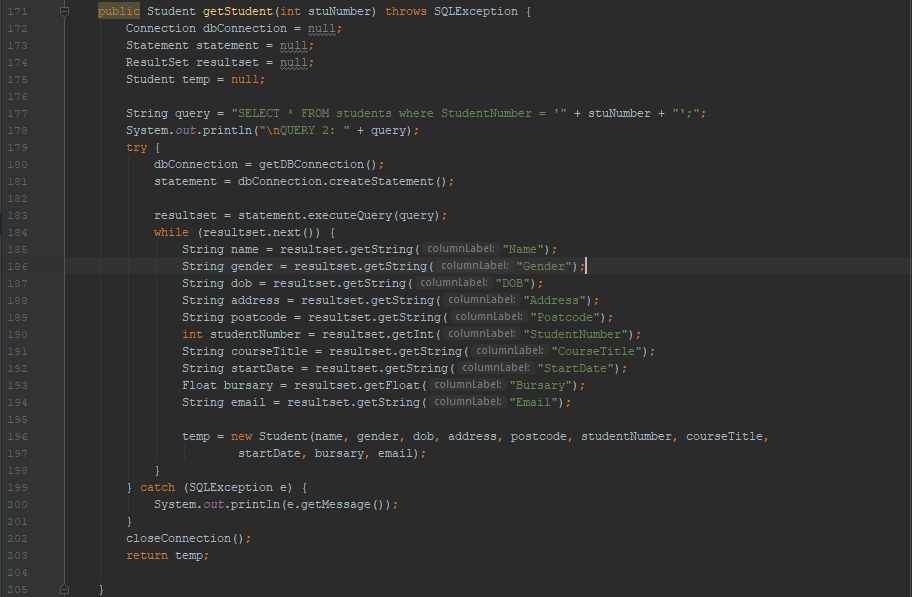 171 public Student getStudent(int stuNumber) throws SQLException {
172 Connection dbConnection = null;
173 Statement statement = null;
174 ResultSet resultset = null;
175 Student temp = null;
176
177 String query = "SELECT * FROM students where StudentNumber = '" + stuNumber + "';";
178 System.out.println("\nQUERY 2: " + query);
179 try {
180 dbConnection = getDBConnection();
181 statement = dbConnection.createStatement();
182
183 resultset = statement.executeQuery(query);
184 while (resultset.next()) {
185 String name = resultset.getString( columnLabel: "Name");
186 String gender = resultset.getString( columnLabel: "Gender");
187 String dob = resultset.getString( columnLabel: "DOB");
188 String address = resultset.getString( columnLabel: "Address");
189 String postcode = resultset.getString( columnLabel: "Postcode");
190 int studentNumber = resultset.getInt( columnLabel: "StudentNumber");
191 String courseTitle = resultset.getString( columnLabel: "CourseTitle");
192 String startDate = resultset.getString( columnLabel: "StartDate");
193 Float bursary = resultset.getFloat( columnLabel: "Bursary");
194 String email = resultset.getString( columnLabel: "Email");
195
196 temp = new Student(name, gender, dob, address, postcode, studentNumber, courseTitle,
197 startDate, bursary, email);
198 }
199 } catch (SQLException e) {
200 System.out.println(e.getMessage());
201 }
202 closeConnection();
203 return temp;
204
205 }